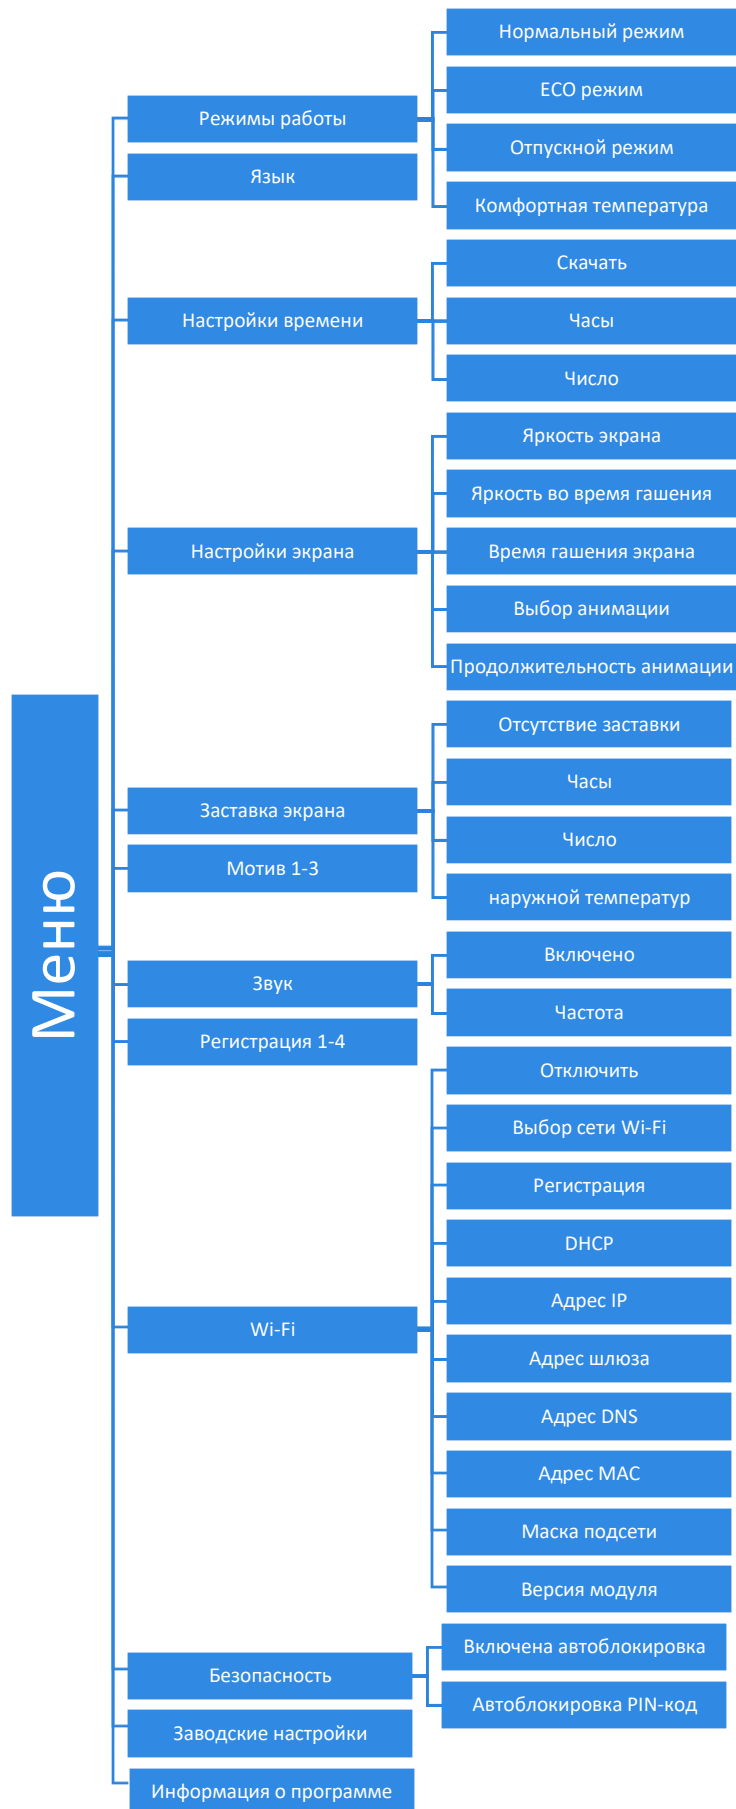 Меню
Режимы работы
Нормальный режим
ECO режим
Отпускной режим
Комфортная температура
Язык
Настройки времени
Скачать
Часы
Число
Настройки экрана
Яркость экрана
Яркость во время гашения
Время гашения экрана
Выбор анимации
Продолжительность анимации
Заставка экрана
Отсутствие заставки
Часы
Число
наружной температур
Мотив 1-3
Звук
Включено
Частота
Регистрация 1-4
Wi-Fi
Отключить
Выбор сети Wi-Fi
Регистрация
DHCP
Адрес IP
Адрес шлюза
Адрес DNS
Адрес MAC
Маска подсети
Версия модуля
Безопасность
Включена автоблокировка
Автоблокировка PIN-код
Заводские настройки
Информация о программе